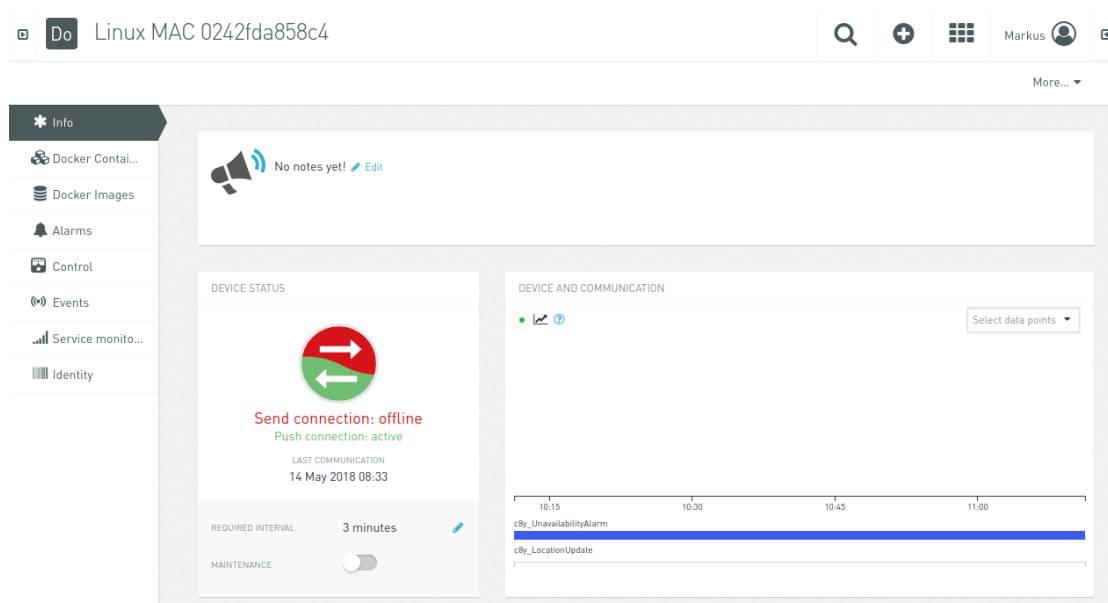 Do Linux MAC 0242fda858c4
Markus
More...
Info
Docker Contai...
Docker Images
Alarms
Control
Events
Service monito...
Identity
No notes yet! Edit
DEVICE STATUS
Send connection: offline
Push connection: active
LAST COMMUNICATION
14 May 2018 08:33
REQUIRED INTERVAL 3 minutes
MAINTENANCE
DEVICE AND COMMUNICATION
Select data points
10:15 10:30 10:45 11:00
c8y_UnavailabilityAlarm
c8y_LocationUpdate